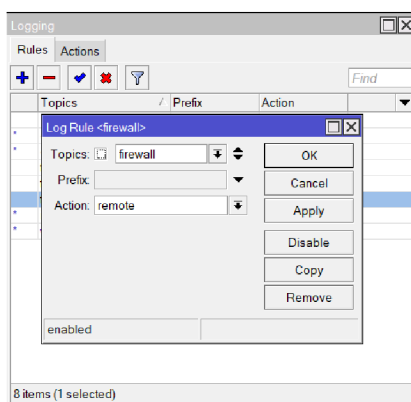 Logging
Rules Actions
Find
Topics Prefix Action
Log Rule <firewall>
Topics: firewall OK
Prefix: Cancel
Action: remote Apply
Disable
Copy
Remove
enabled
8 items (1 selected)